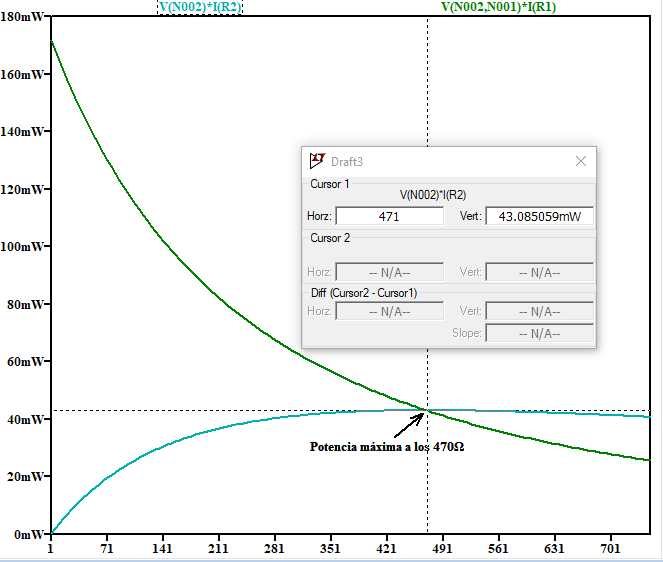 V(N002)*I(R2)
V(N002,N001)*I(R1)
180mW
160mW
140mW
120mW
100mW
80mW
60mW
40mW
20mW
0mW
Draft3
Cursor 1
V(N002)*I(R2)
Horz: 471 Vert: 43.085059mW
Cursor 2
Horz: -- N/A-- Vert: -- N/A--
Diff (Cursor2 - Cursor1)
Horz: -- N/A-- Vert: -- N/A--
Slope: -- N/A--
Potencia máxima a los 470Ω
1 71 141 211 281 351 421 491 561 631 701